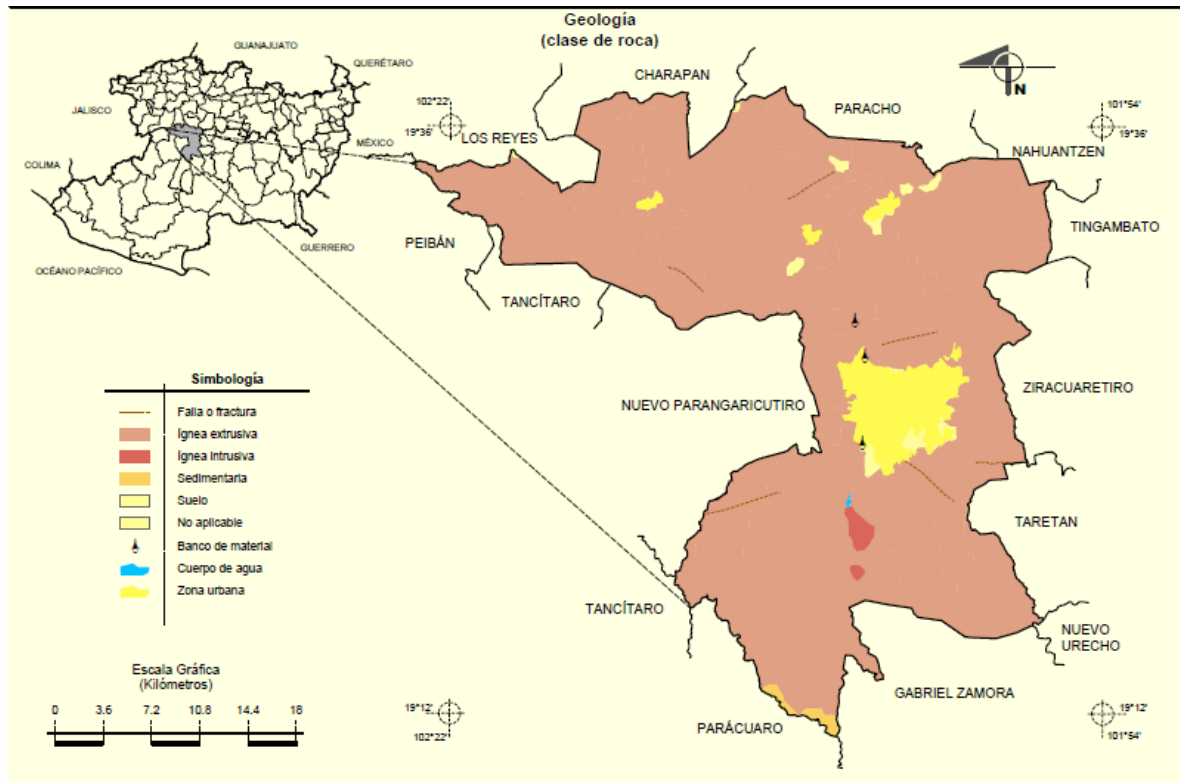 Geología
(clase de roca)
GUANAJUATO
QUERÉTARO
JALISCO
MÉXICO
COLIMA
GUERRERO
OCÉANO PACÍFICO
102°22'
19°36'
101°54'
19°36'
N
CHARAPAN
PARACHO
LOS REYES
NAHUANTZEN
TINGAMBATO
PEIBÁN
TANCÍTARO
NUEVO PARANGARICUTIRO
ZIRACUARETIRO
TARETAN
TANCÍTARO
NUEVO
URECHO
GABRIEL ZAMORA
PARÁCUARO
Simbología
Falla o fractura
Ígnea extrusiva
Ígnea intrusiva
Sedimentaria
Suelo
No aplicable
Banco de material
Cuerpo de agua
Zona urbana
Escala Gráfica
(Kilómetros)
0 3.6 7.2 10.8 14.4 18
19°12'
102°22'
19°12'
101°54'